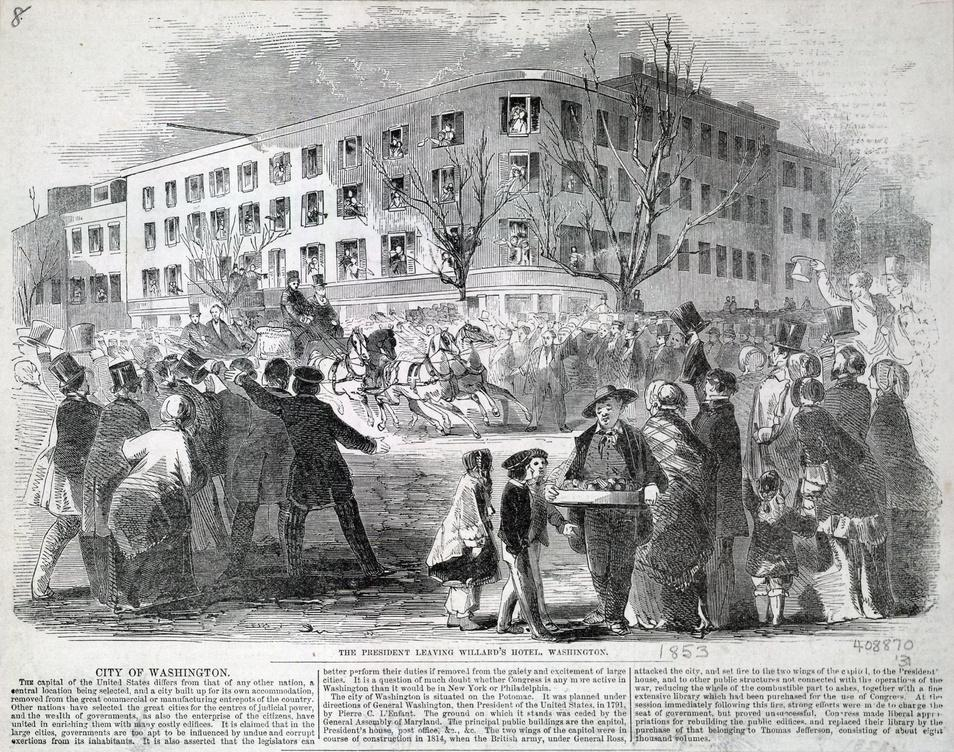 8.
THE PRESIDENT LEAVING WILLARD'S HOTEL, WASHINGTON.
1853
408870
'31
CITY OF WASHINGTON.
THE capital of the United States differs from that of any other nation, a
central location being selected, and a city built up for its own accommodation,
removed from the great commercial or manufacturing entrepots of the country.
Other nations have selected the great cities for the centres of judicial power,
and the wealth of governments, as also the enterprise of the citizens, have
united in enriching them with many costly edifices. It is claimed that in the
large cities, governments are too apt to be influenced by undue and corrupt
exertions from its inhabitants. It is also asserted that the legislators can
better perform their duties if removed from the gaiety and excitement of large
cities. It is a question of much doubt whether Congress is any more active in
Washington than it would be in New York or Philadelphia.
The city of Washington is situated on the Potomac. It was planned under
directions of General Washington, then President of the United States, in 1791,
by Pierre C. L'Enfant. The ground on which it stands was ceded by the
General Assembly of Maryland. The principal public buildings are the capitol,
President's house, post office, &c., &c. The two wings of the capitol were in
course of construction in 1814, when the British army, under General Ross,
attacked the city, and set fire to the two wings of the capitol, to the President'
house, and to other public structures not connected with the operations of the
war, reducing the whole of the combustible part to ashes, together with a fine
extensive library which had been purchased for the use of Congress. At the
session immediately following this fire, strong efforts were made to change the
seat of government, but proved unsuccessful, Congress made liberal appro
priations for rebuilding the public edifices, and replaced their library by the
purchase of that belonging to Thomas Jefferson, consisting of about eight
thousand volumes.